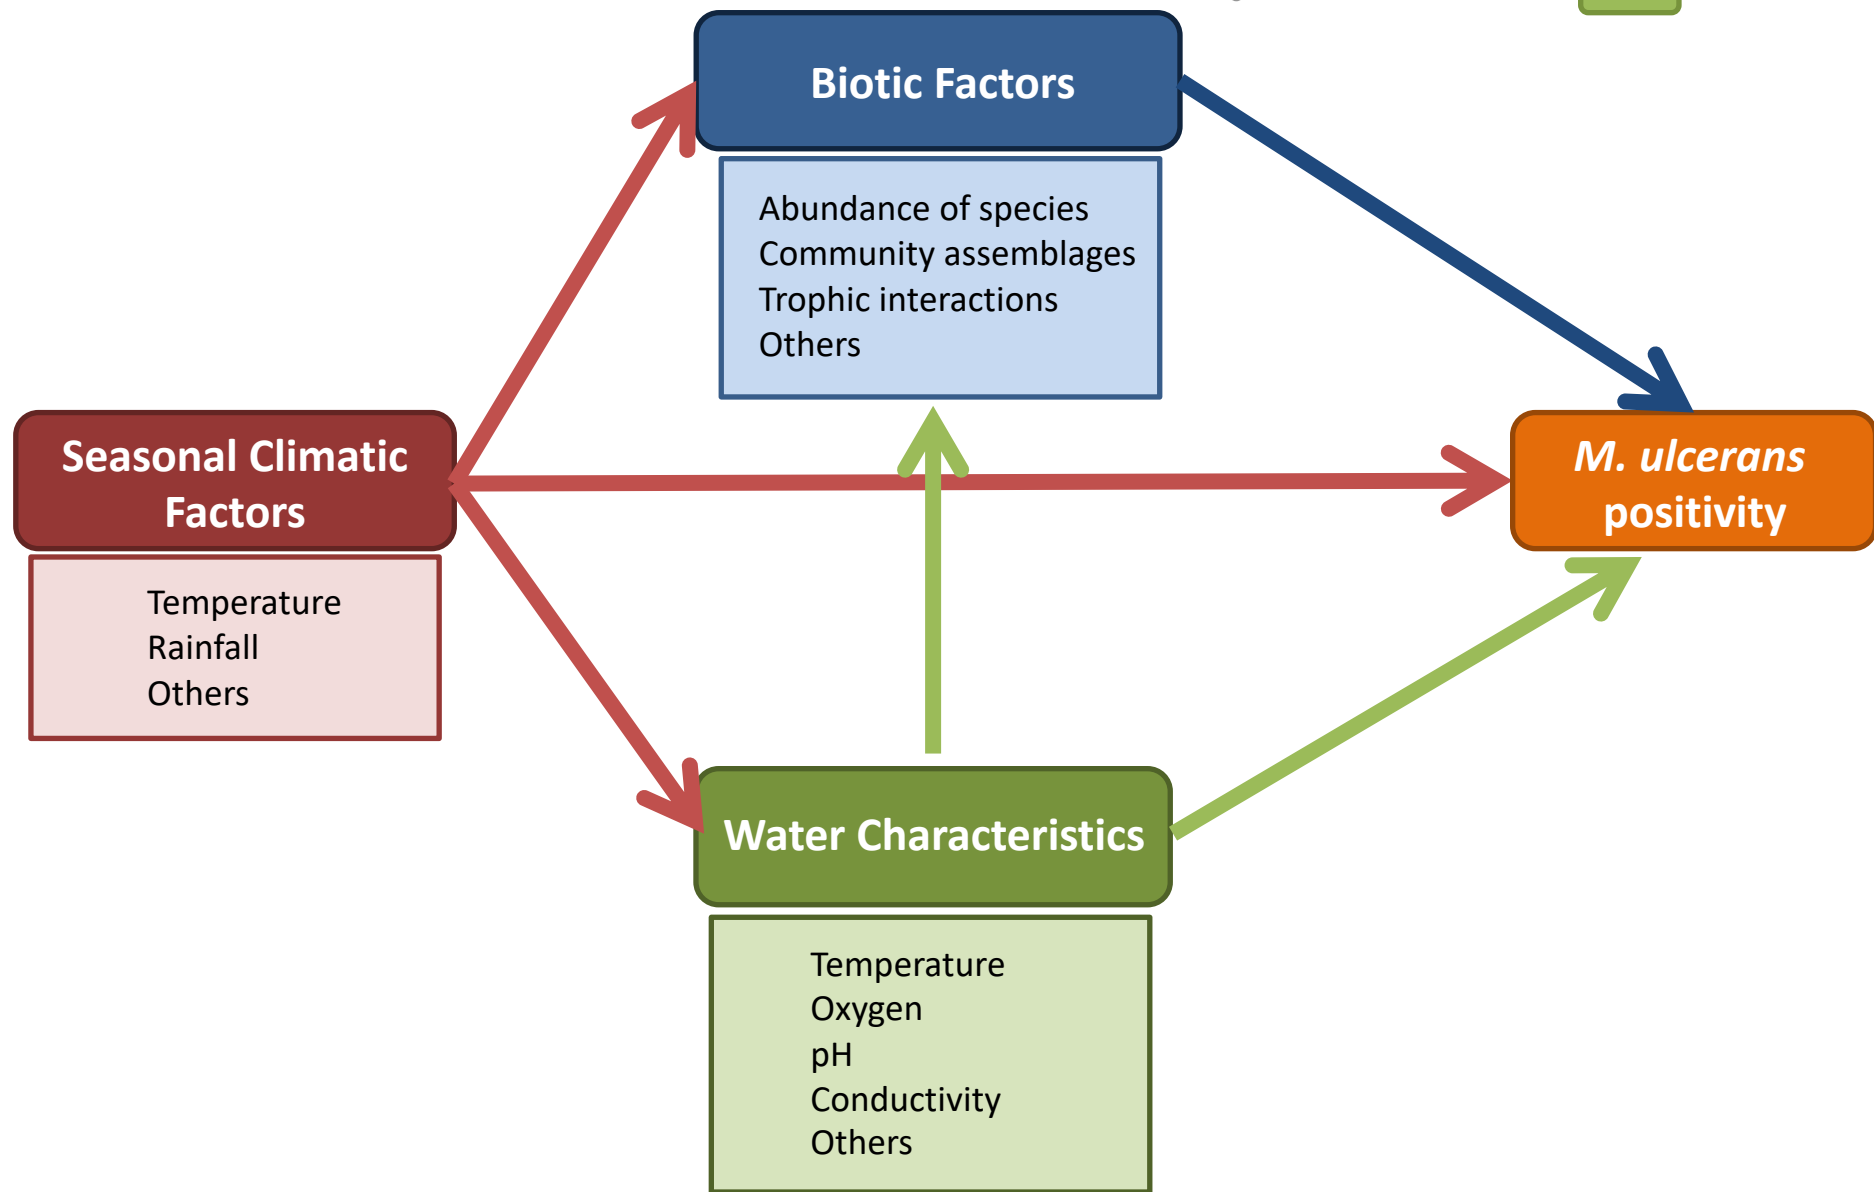 Biotic Factors
Abundance of species
Community assemblages
Trophic interactions
Others
Seasonal Climatic
Factors
Temperature
Rainfall
Others
M. ulcerans
positivity
Water Characteristics
Temperature
Oxygen
pH
Conductivity
Others